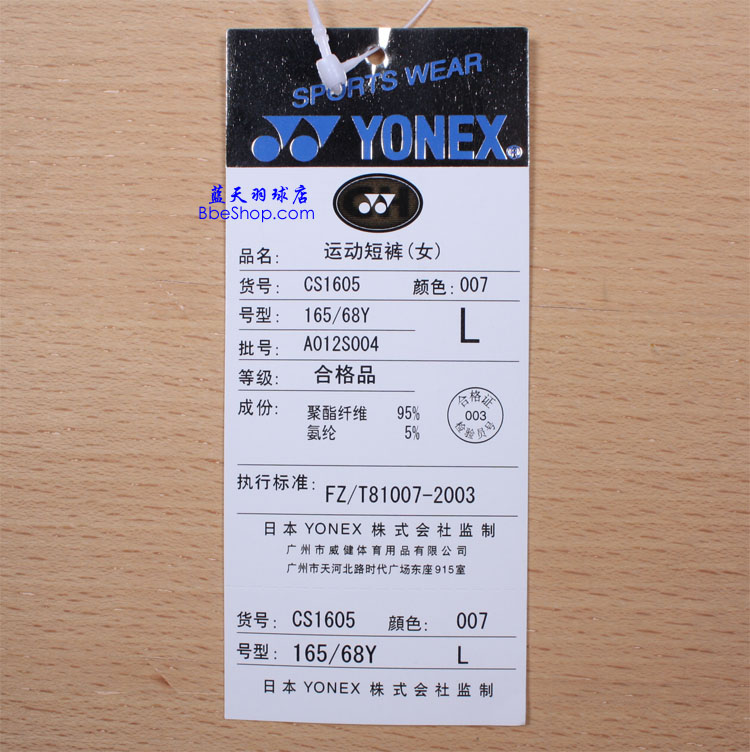 SPORTS WEAR
YONEX®
蓝天羽球店
BbeShop.com
品名: 运动短裤(女)
货号: CS1605 颜色: 007
号型: 165/68Y L
批号: A012S004
等级: 合格品
成份: 聚酯纤维 95%
氨纶 5%
合格证
003
检验员号
执行标准: FZ/T81007-2003
日本 YONEX 株式会社监制
广州市威健体育用品有限公司
广州市天河北路时代广场东座915室
货号: CS1605 颜色: 007
号型: 165/68Y L
日本 YONEX 株式会社监制